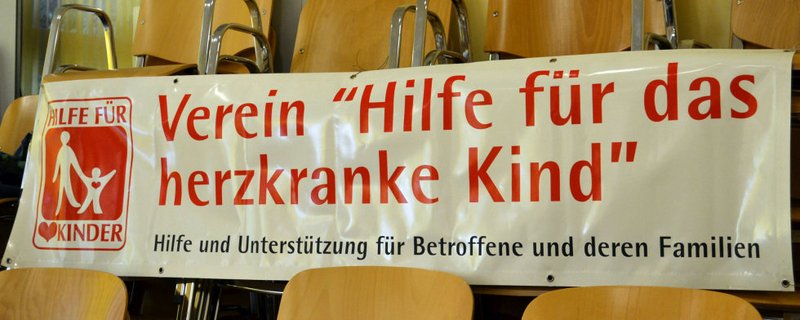 HILFE FÜR
KINDER
Verein “Hilfe für das
herzkranke Kind”
Hilfe und Unterstützung für Betroffene und deren Familien